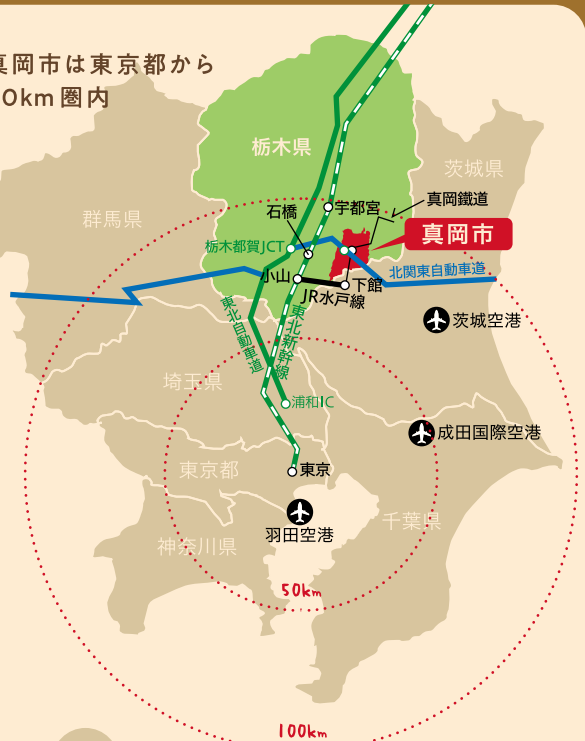 真岡市は東京都から
0km圏内
栃木県
茨城県
群馬県
石橋
宇都宮
真岡鐵道
真岡市
栃木都賀JCT
小山
下館
北関東自動車道
JR水戸線
東北自動車道
東北新幹線
茨城空港
埼玉県
浦和IC
成田国際空港
東京都
東京
羽田空港
千葉県
神奈川県
50km
100km